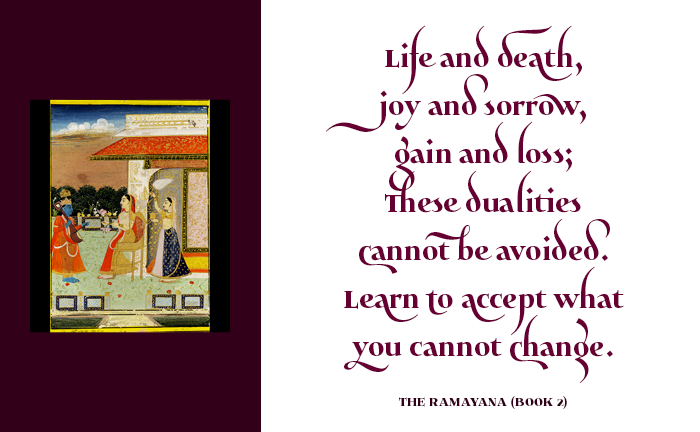 Life and death,
joy and sorrow,
gain and loss;
These dualities
cannot be avoided.
Learn to accept what
you cannot change.
THE RAMAYANA (BOOK 2)